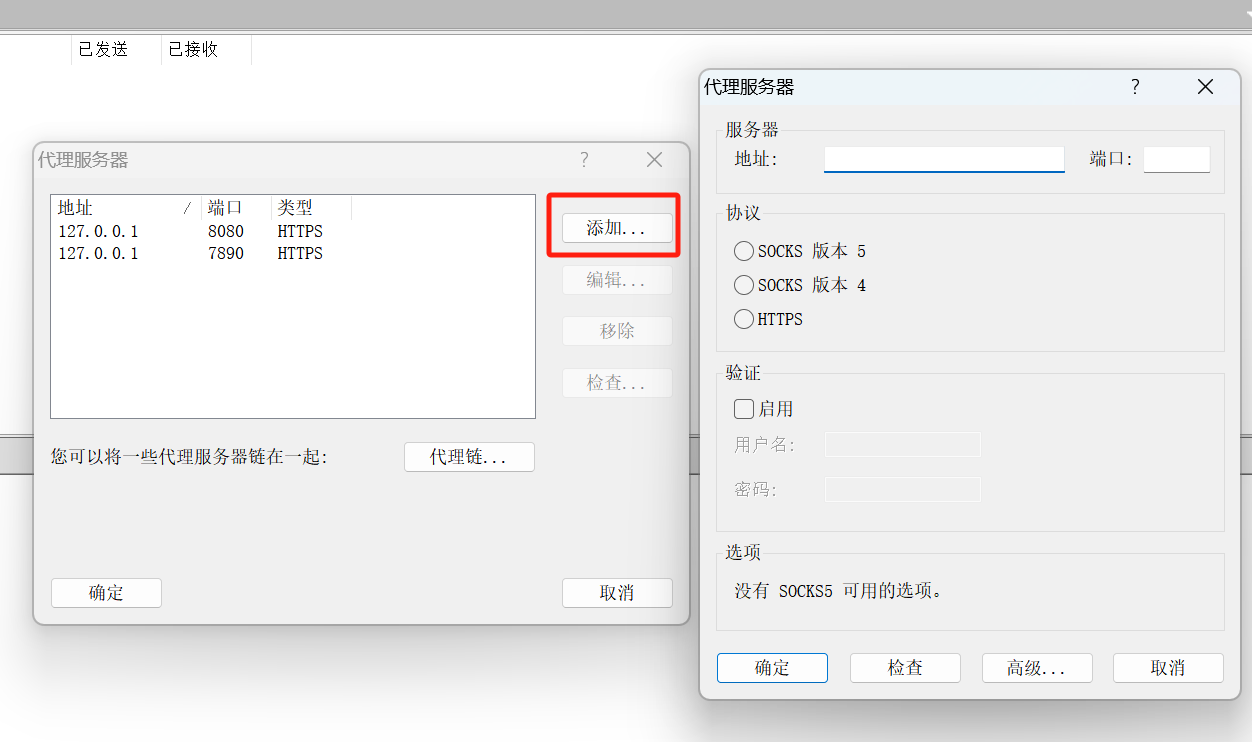 已发送 已接收
代理服务器 ?
地址 / 端口 类型
127.0.0.1 8080 HTTPS
127.0.0.1 7890 HTTPS
添加...
编辑...
移除
检查...
您可以将一些代理服务器链在一起: 代理链...
确定 取消
代理服务器 ?
服务器
地址: 端口:
协议
SOCKS 版本 5
SOCKS 版本 4
HTTPS
验证
启用
用户名:
密码:
选项
没有 SOCKS5 可用的选项。
确定 检查 高级... 取消